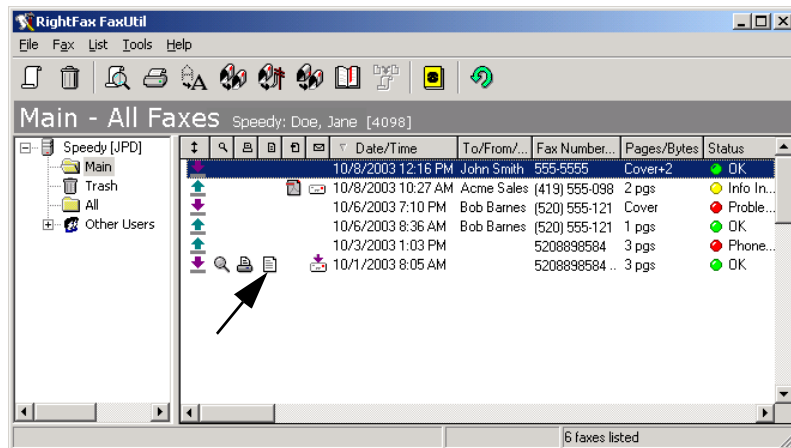 RightFax FaxUtil
File Fax List Tools Help
Main - All Faxes Speedy: Doe, Jane [4098]
Speedy [JPD]
Main
Trash
All
Other Users
Date/Time To/From/... Fax Number... Pages/Bytes Status
10/8/2003 12:16 PM John Smith 555-5555 Cover+2 OK
10/8/2003 10:27 AM Acme Sales (419) 555-098 2 pgs Info In...
10/6/2003 7:10 PM Bob Barnes (520) 555-121 Cover Proble...
10/6/2003 8:36 AM Bob Barnes (520) 555-121 1 pgs OK
10/3/2003 1:03 PM 5208898584 3 pgs Phone...
10/1/2003 8:05 AM 5208898584 .. 3 pgs OK
6 faxes listed